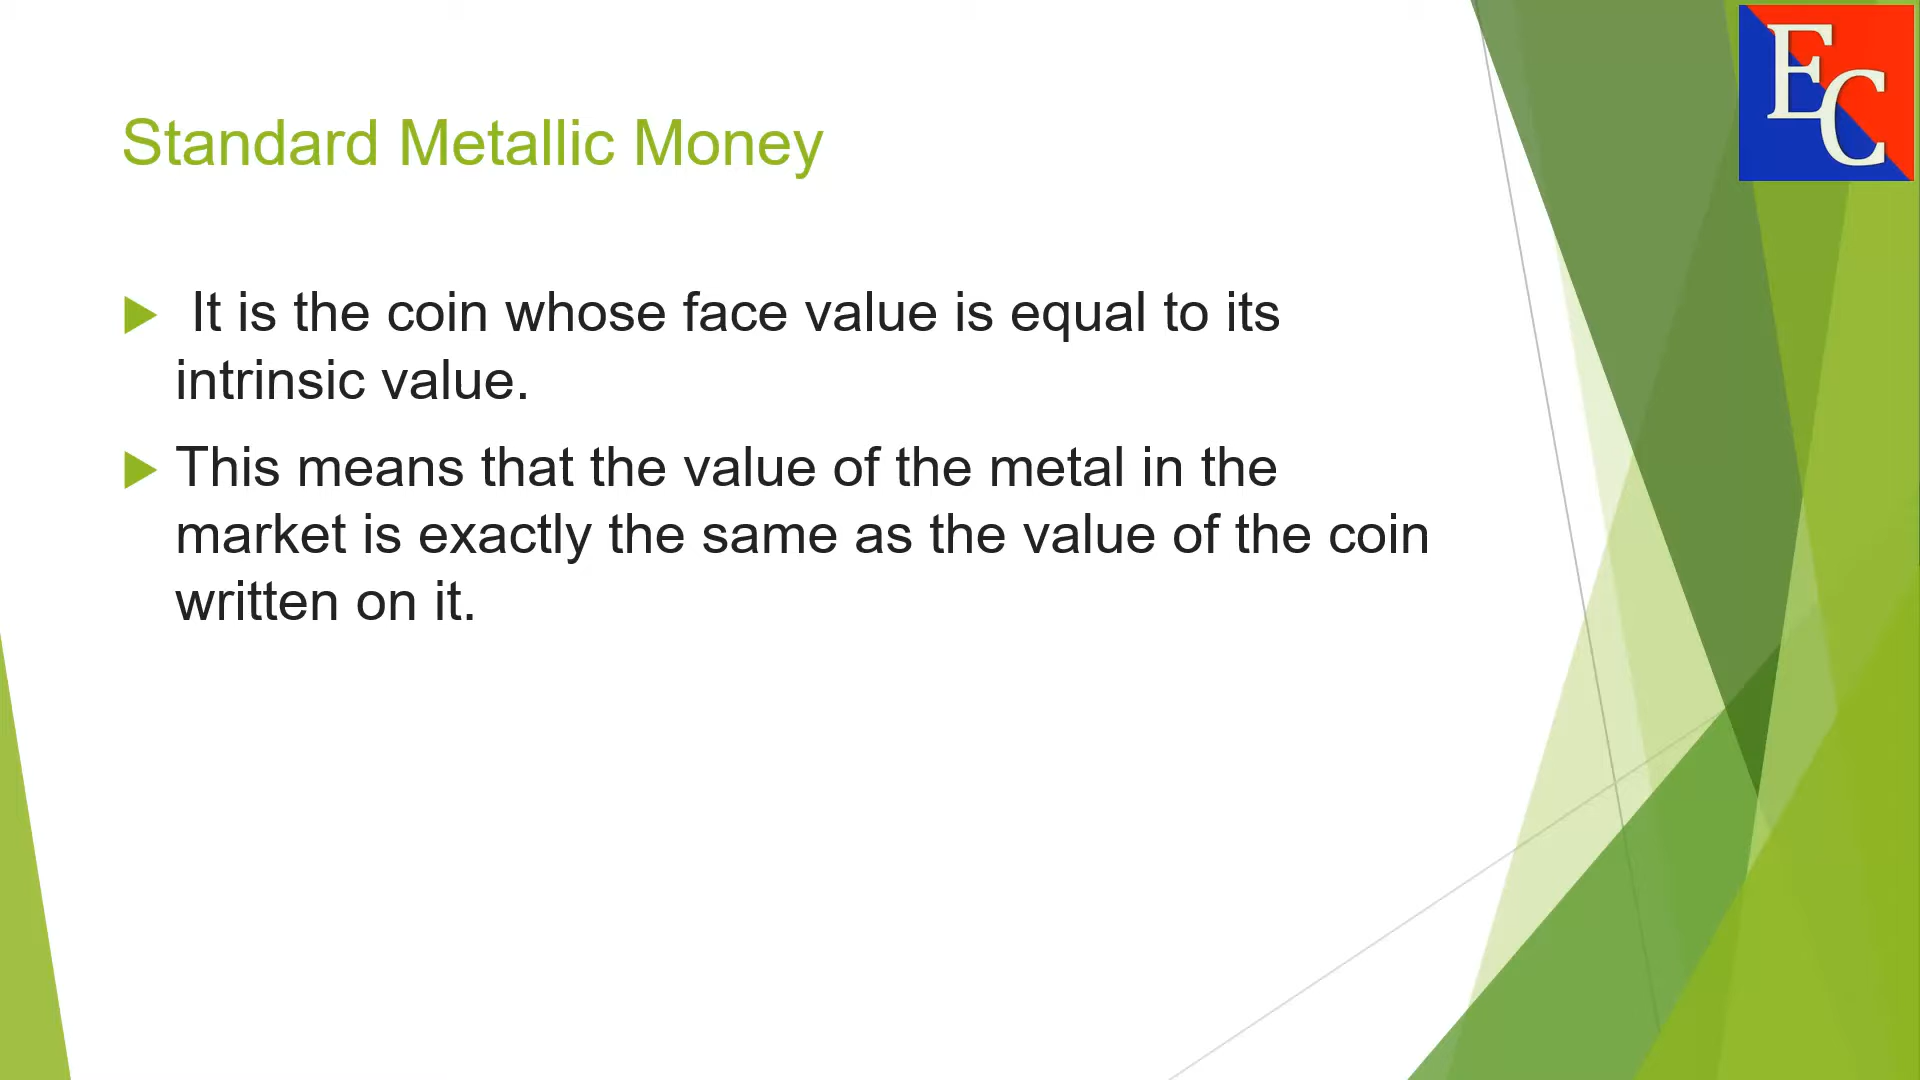 EC
Standard Metallic Money
It is the coin whose face value is equal to its
intrinsic value.
This means that the value of the metal in the
market is exactly the same as the value of the coin
written on it.